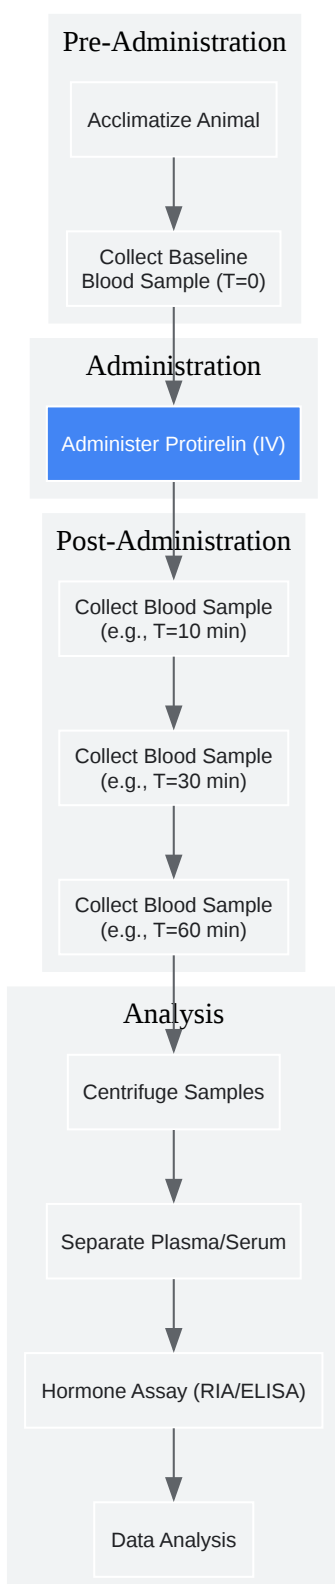 Pre-Administration
Acclimatize Animal
Collect Baseline
Blood Sample (T=0)
Administration
Administer Protirelin (IV)
Post-Administration
Collect Blood Sample
(e.g., T=10 min)
Collect Blood Sample
(e.g., T=30 min)
Collect Blood Sample
(e.g., T=60 min)
Analysis
Centrifuge Samples
Separate Plasma/Serum
Hormone Assay (RIA/ELISA)
Data Analysis